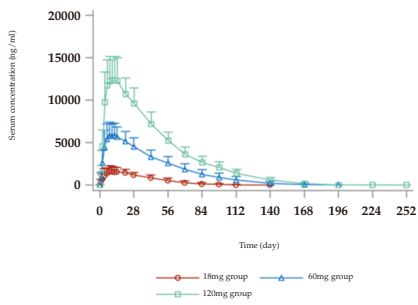 Serum concentration (ng/ml)
20000
15000
10000
5000
0
0 28 56 84 112 140 168 196 224 252
Time (day)
18mg group 60mg group
120mg group